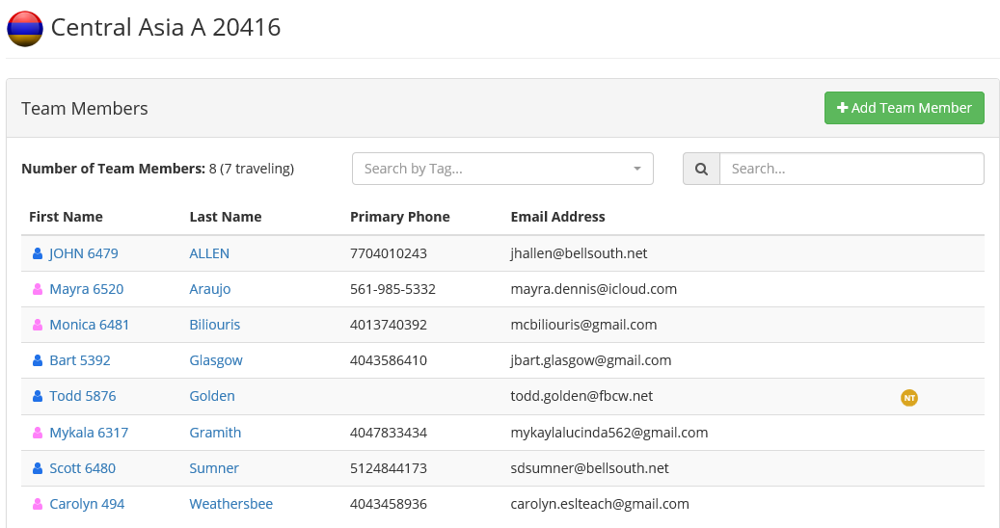 Central Asia A 20416
Team Members
Add Team Member
Number of Team Members: 8 (7 traveling)
Search by Tag...
Search...
First Name Last Name Primary Phone Email Address
JOHN 6479 ALLEN 7704010243 jhallen@bellsouth.net
Mayra 6520 Araujo 561-985-5332 mayra.dennis@icloud.com
Monica 6481 Biliouris 4013740392 mcbiliouris@gmail.com
Bart 5392 Glasgow 4043586410 jbart.glasgow@gmail.com
Todd 5876 Golden todd.golden@fbcw.net NT
Mykala 6317 Gramith 4047833434 mykaylalucinda562@gmail.com
Scott 6480 Sumner 5124844173 sdsumner@bellsouth.net
Carolyn 494 Weathersbee 4043458936 carolyn.eslteach@gmail.com